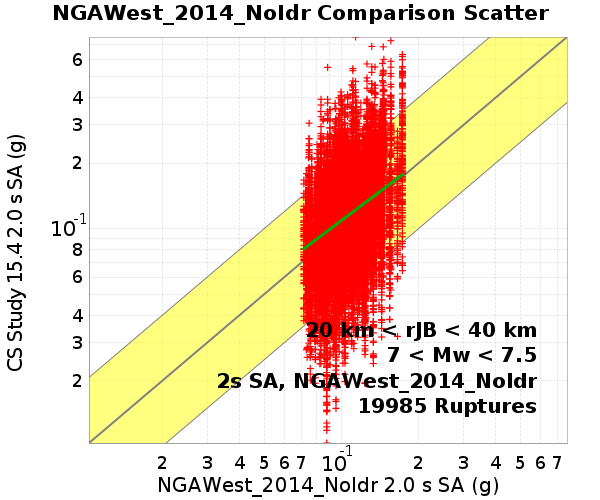 NGAWest_2014_NoIdr Comparison Scatter
CS Study 15.4 2.0 s SA (g)
6
4
3
2
10-1
8
6
4
3
2
20 km < rJB < 40 km
7 < Mw < 7.5
2s SA, NGAWest_2014_NoIdr
19985 Ruptures
2 3 4 5 6 7 10-1 2 3 4 5 6 7
NGAWest_2014_NoIdr 2.0 s SA (g)